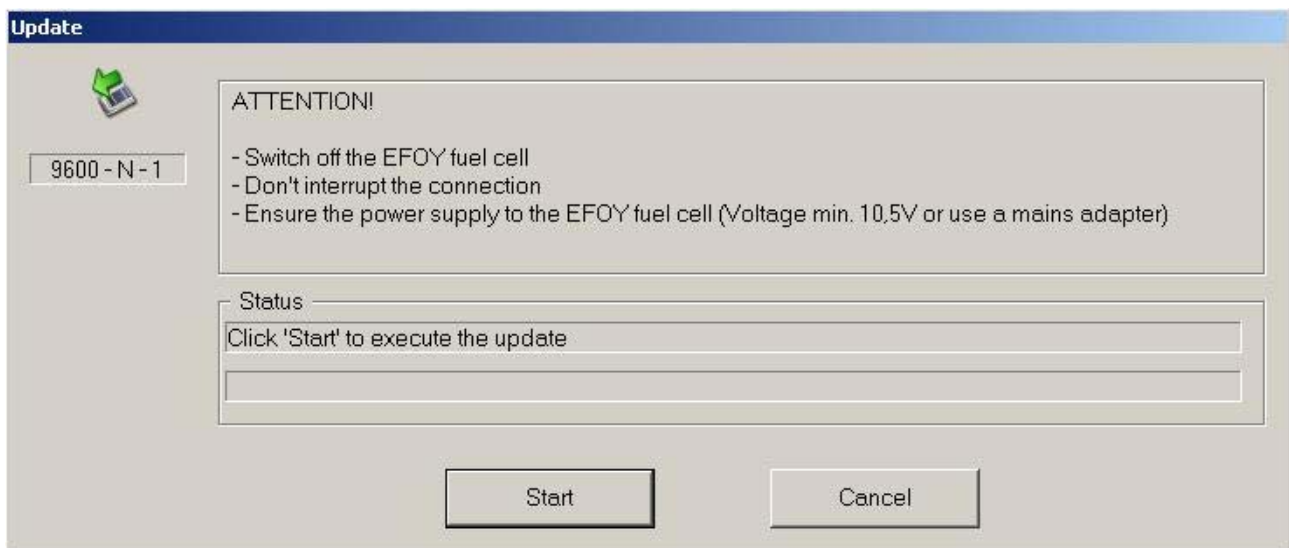 Update
9600 - N - 1
ATTENTION!
- Switch off the EFOY fuel cell
- Don't interrupt the connection
- Ensure the power supply to the EFOY fuel cell (Voltage min. 10,5V or use a mains adapter)
Status
Click 'Start' to execute the update
Start
Cancel